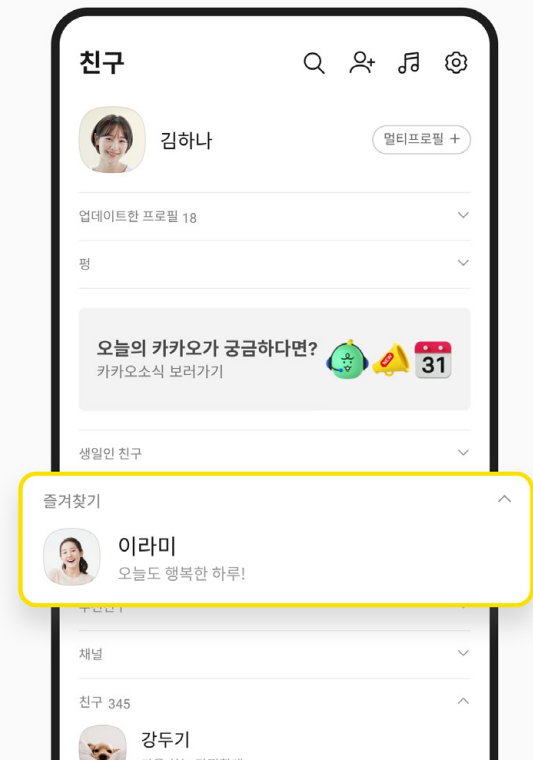 친구
김하나
멀티프로필 +
업데이트한 프로필 18
펑
오늘의 카카오가 궁금하다면?
카카오소식 보러가기
NEW
31
생일인 친구
즐겨찾기
이라미
오늘도 행복한 하루!
채널
친구 345
강두기